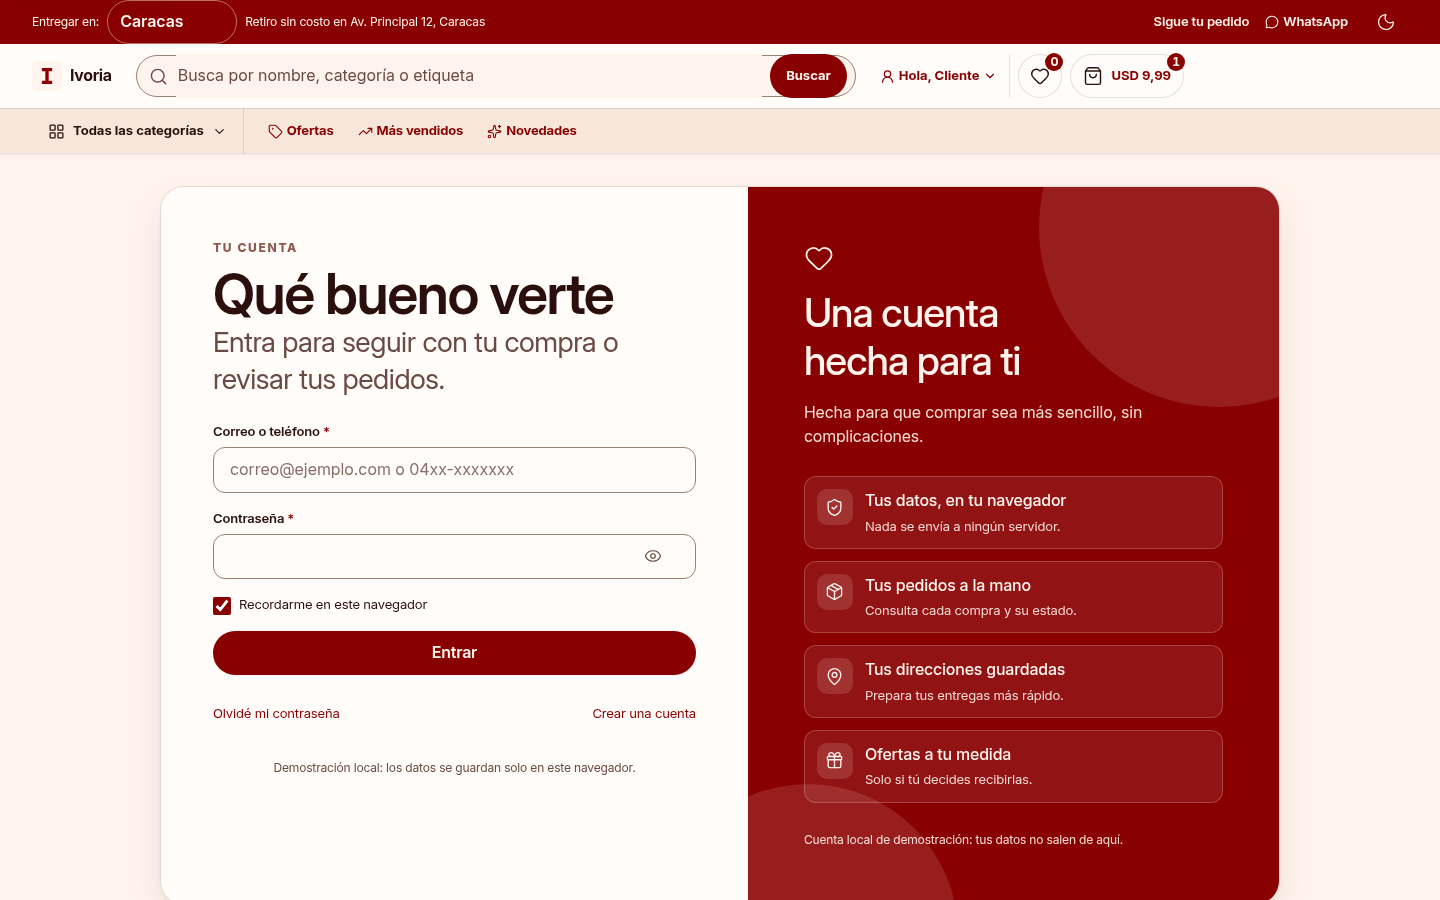 Entregar en:
Caracas
Retiro sin costo en Av. Principal 12, Caracas
Sigue tu pedido
WhatsApp
I
Ivoria
Busca por nombre, categoría o etiqueta
Buscar
Hola, Cliente
0
USD 9,99
1
Todas las categorías
Ofertas
Más vendidos
Novedades
TU CUENTA
Qué bueno verte
Entra para seguir con tu compra o
revisar tus pedidos.
Correo o teléfono *
correo@ejemplo.com o 04xx-xxxxxxx
Contraseña *
Recordarme en este navegador
Entrar
Olvidé mi contraseña
Crear una cuenta
Demostración local: los datos se guardan solo en este navegador.
Una cuenta
hecha para ti
Hecha para que comprar sea más sencillo, sin
complicaciones.
Tus datos, en tu navegador
Nada se envía a ningún servidor.
Tus pedidos a la mano
Consulta cada compra y su estado.
Tus direcciones guardadas
Prepara tus entregas más rápido.
Ofertas a tu medida
Solo si tú decides recibirlas.
Cuenta local de demostración: tus datos no salen de aquí.